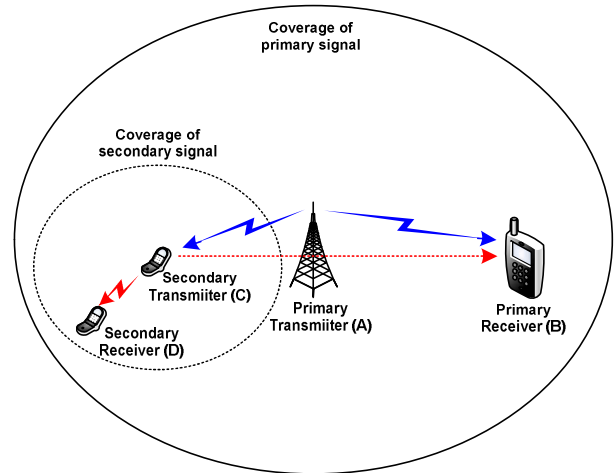 Coverage of
primary signal
Coverage of
secondary signal
Secondary
Transmiiter (C)
Primary
Transmiiter (A)
Primary
Receiver (B)
Secondary
Receiver (D)